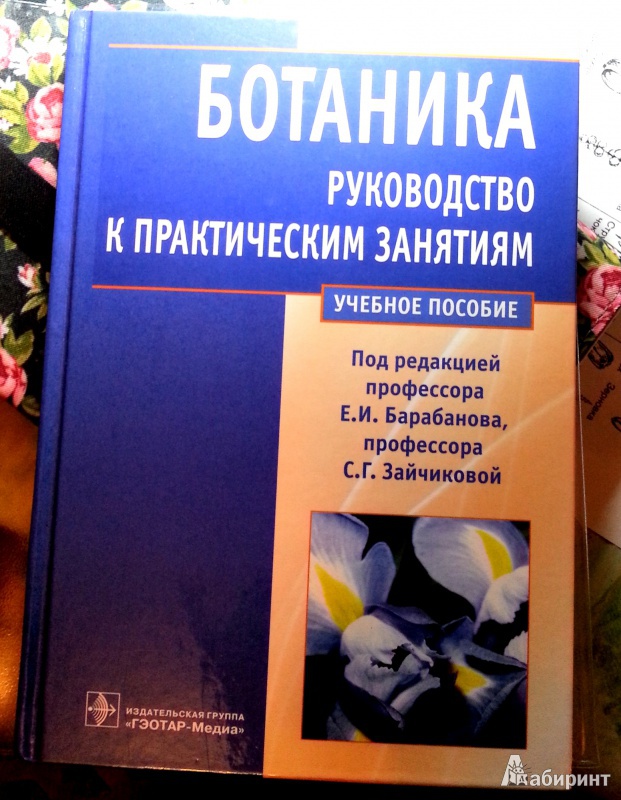 БОТАНИКА
РУКОВОДСТВО
К ПРАКТИЧЕСКИМ ЗАНЯТИЯМ
УЧЕБНОЕ ПОСОБИЕ
Под редакцией
профессора
Е.И. Барабанова,
профессора
С.Г. Зайчиковой
ИЗДАТЕЛЬСКАЯ ГРУППА
«ГЭОТАР-Медиа»
Лабиринт